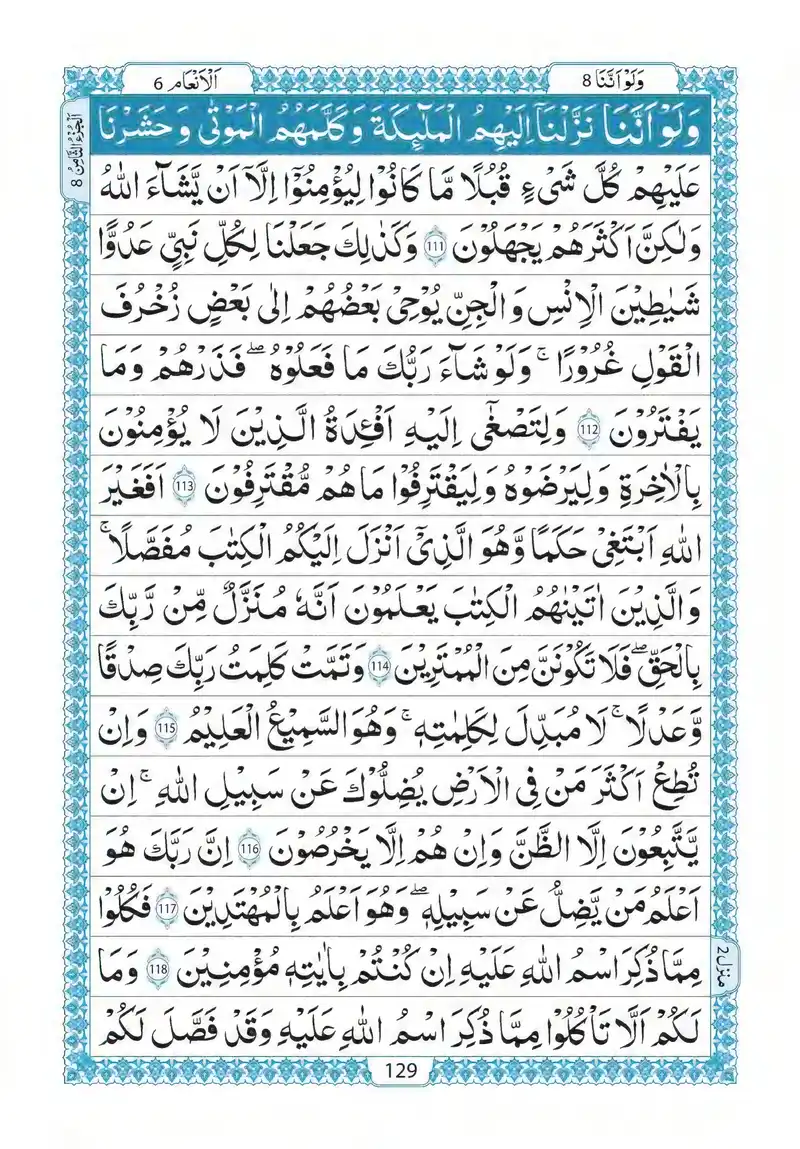 وَلَوْ اَنَّنَا 8
اَلْاَنْعَام 6
اَلْجُزْءُ الثَّامِنُ 8
وَلَوْ اَنَّنَا نَزَّلْنَاۤ اِلَيْهِمُ الْمَلٰٓئِكَةَ وَكَلَّمَهُمُ الْمَوْتٰى وَحَشَرْنَا
عَلَيْهِمْ كُلَّ شَيْءٍ قُبُلًا مَّا كَانُوْا لِيُؤْمِنُوْۤا اِلَّاۤ اَنْ يَّشَآءَ اللّٰهُ
وَلٰكِنَّ اَكْثَرَهُمْ يَجْهَلُوْنَ 111 وَكَذٰلِكَ جَعَلْنَا لِكُلِّ نَبِيٍّ عَدُوًّا
شَيٰطِيْنَ الْاِنْسِ وَالْجِنِّ يُوْحِيْ بَعْضُهُمْ اِلٰى بَعْضٍ زُخْرُفَ
الْقَوْلِ غُرُوْرًا ۚ وَلَوْ شَآءَ رَبُّكَ مَا فَعَلُوْهُ ۖ فَذَرْهُمْ وَمَا
يَفْتَرُوْنَ 112 وَلِتَصْغٰۤى اِلَيْهِ اَفْـِٕدَةُ الَّذِيْنَ لَا يُؤْمِنُوْنَ
بِالْاٰخِرَةِ وَلِيَرْضَوْهُ وَلِيَقْتَرِفُوْا مَا هُمْ مُّقْتَرِفُوْنَ 113 اَفَغَيْرَ
اللّٰهِ اَبْتَغِيْ حَكَمًا وَّهُوَ الَّذِيْۤ اَنْزَلَ اِلَيْكُمُ الْكِتٰبَ مُفَصَّلًا ۚ
وَالَّذِيْنَ اٰتَيْنٰهُمُ الْكِتٰبَ يَعْلَمُوْنَ اَنَّهٗ مُنَزَّلٌ مِّنْ رَّبِّكَ
بِالْحَقِّ ۖ فَلَا تَكُوْنَنَّ مِنَ الْمُمْتَرِيْنَ 114 وَتَمَّتْ كَلِمَتُ رَبِّكَ صِدْقًا
وَّعَدْلًا ۚ لَا مُبَدِّلَ لِكَلِمٰتِهٖ ۚ وَهُوَ السَّمِيْعُ الْعَلِيْمُ 115 وَاِنْ
تُطِعْ اَكْثَرَ مَنْ فِي الْاَرْضِ يُضِلُّوْكَ عَنْ سَبِيْلِ اللّٰهِ ۚ اِنْ
يَّتَّبِعُوْنَ اِلَّا الظَّنَّ وَاِنْ هُمْ اِلَّا يَخْرُصُوْنَ 116 اِنَّ رَبَّكَ هُوَ
اَعْلَمُ مَنْ يَّضِلُّ عَنْ سَبِيْلِهٖ ۖ وَهُوَ اَعْلَمُ بِالْمُهْتَدِيْنَ 117 فَكُلُوْا
مِمَّا ذُكِرَ اسْمُ اللّٰهِ عَلَيْهِ اِنْ كُنْتُمْ بِاٰيٰتِهٖ مُؤْمِنِيْنَ 118 وَمَا
منزل 2
لَكُمْ اَلَّا تَاْكُلُوْا مِمَّا ذُكِرَ اسْمُ اللّٰهِ عَلَيْهِ وَقَدْ فَصَّلَ لَكُمْ
129